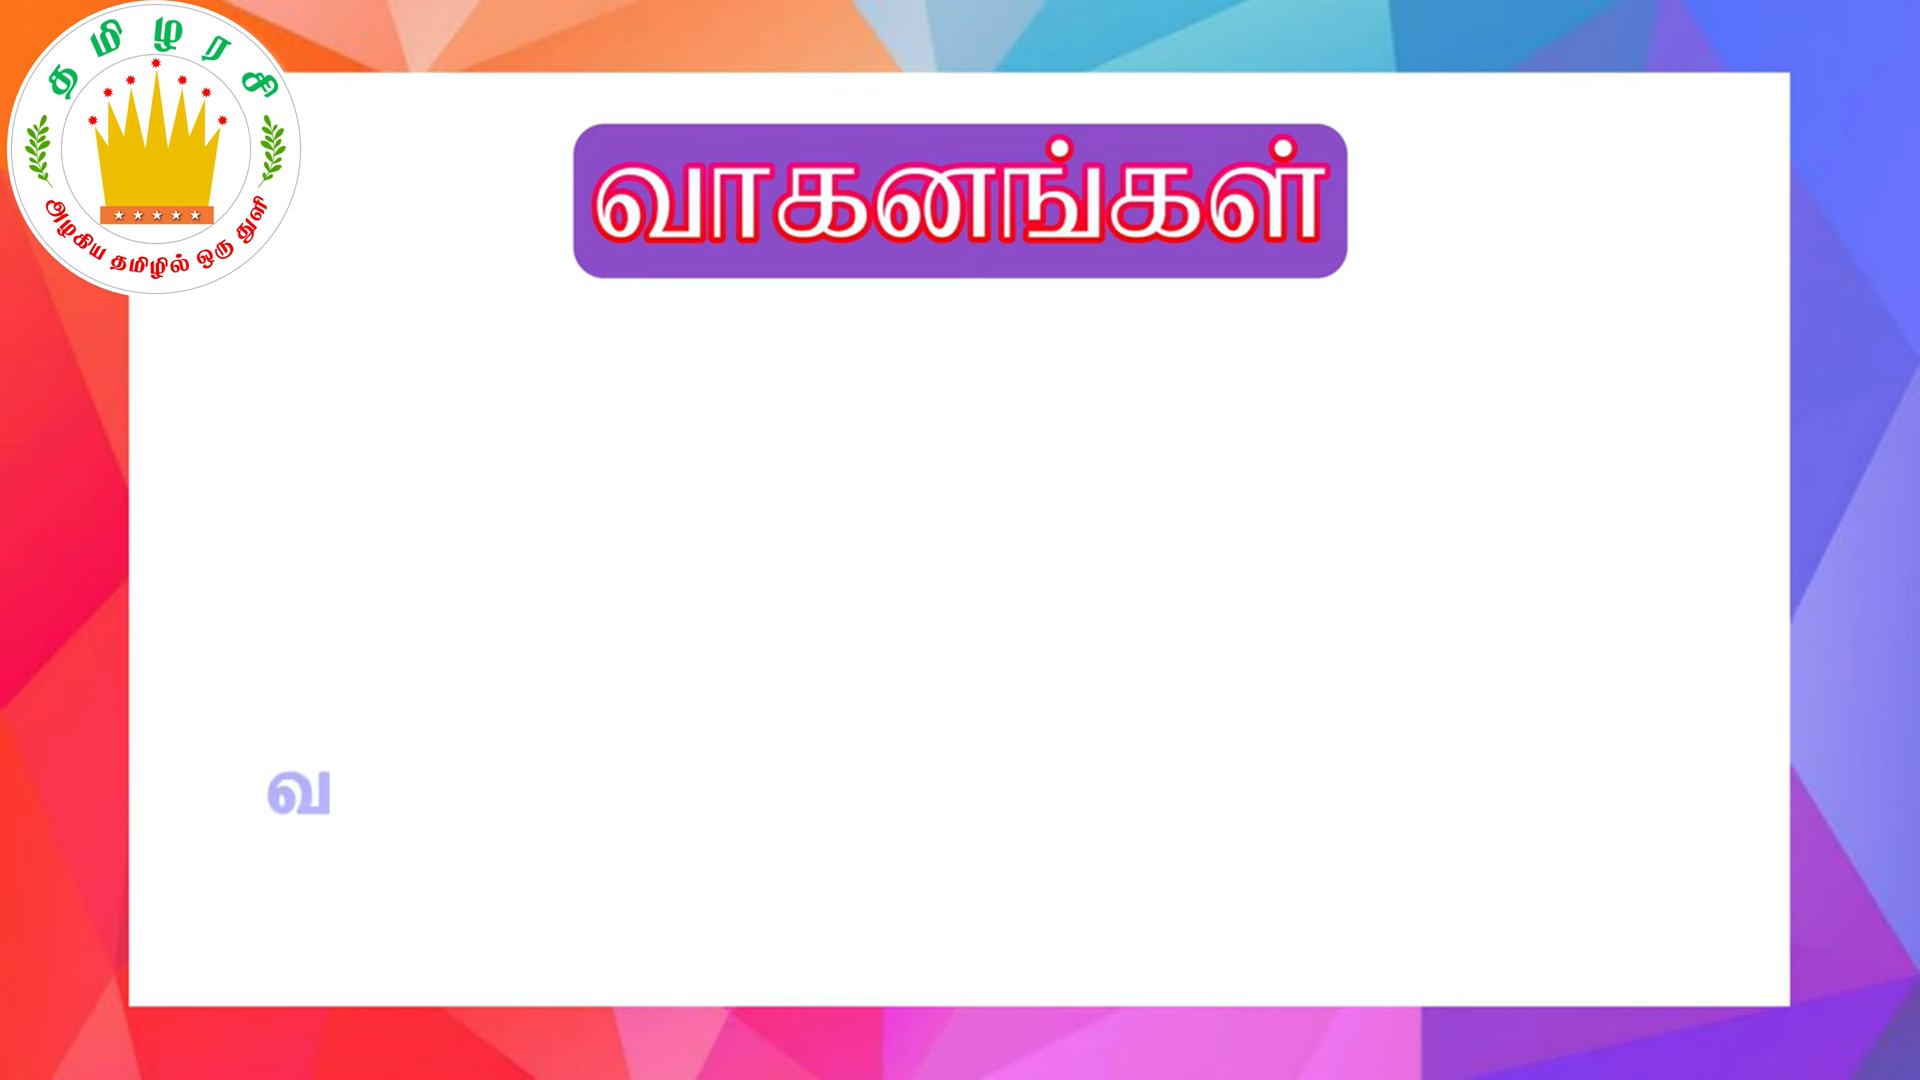 தமிழரசி
அழகிய தமிழில் ஒரு துளி
வாகனங்கள்
வ